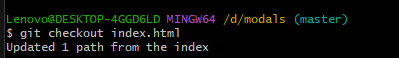 Lenovo@DESKTOP-4GGD6LD MINGW64 /d/modals (master)
$ git checkout index.html
Updated 1 path from the index